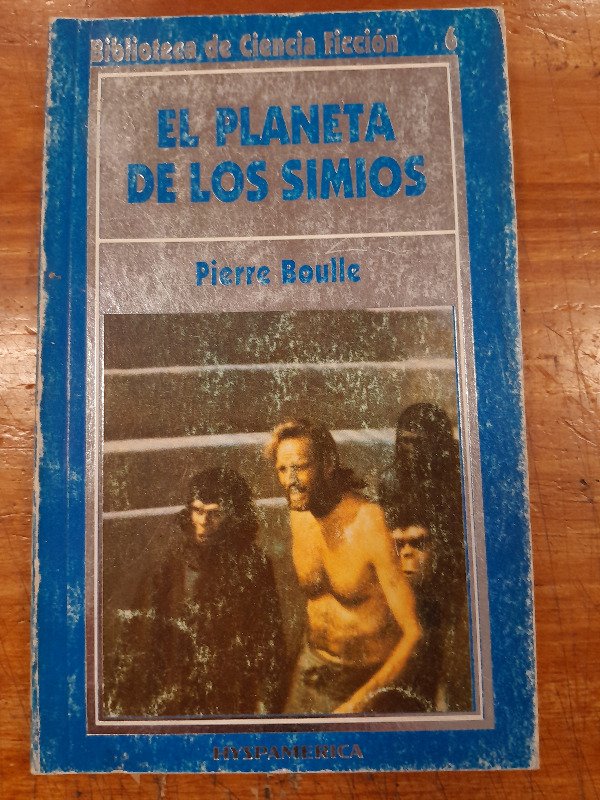 Biblioteca de Ciencia Ficción 6
EL PLANETA
DE LOS SIMIOS
Pierre Boulle
HYSPAMERICA